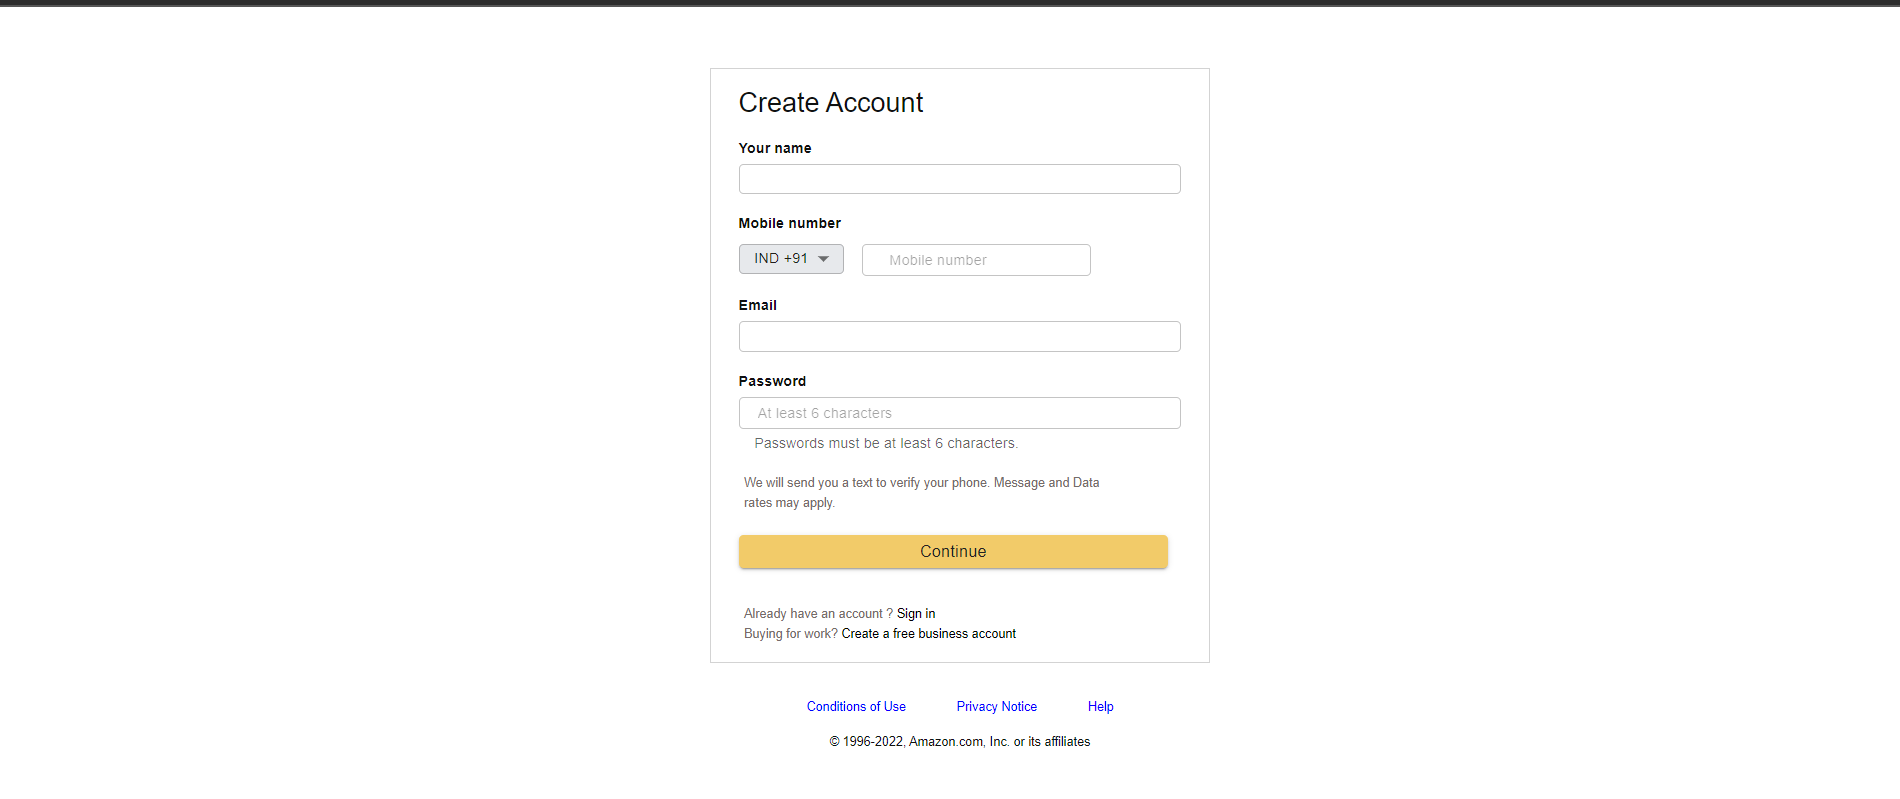 Create Account
Your name
Mobile number
IND +91 Mobile number
Email
Password
At least 6 characters
Passwords must be at least 6 characters.
We will send you a text to verify your phone. Message and Data
rates may apply.
Continue
Already have an account ? Sign in
Buying for work? Create a free business account
Conditions of Use Privacy Notice Help
© 1996-2022, Amazon.com, Inc. or its affiliates